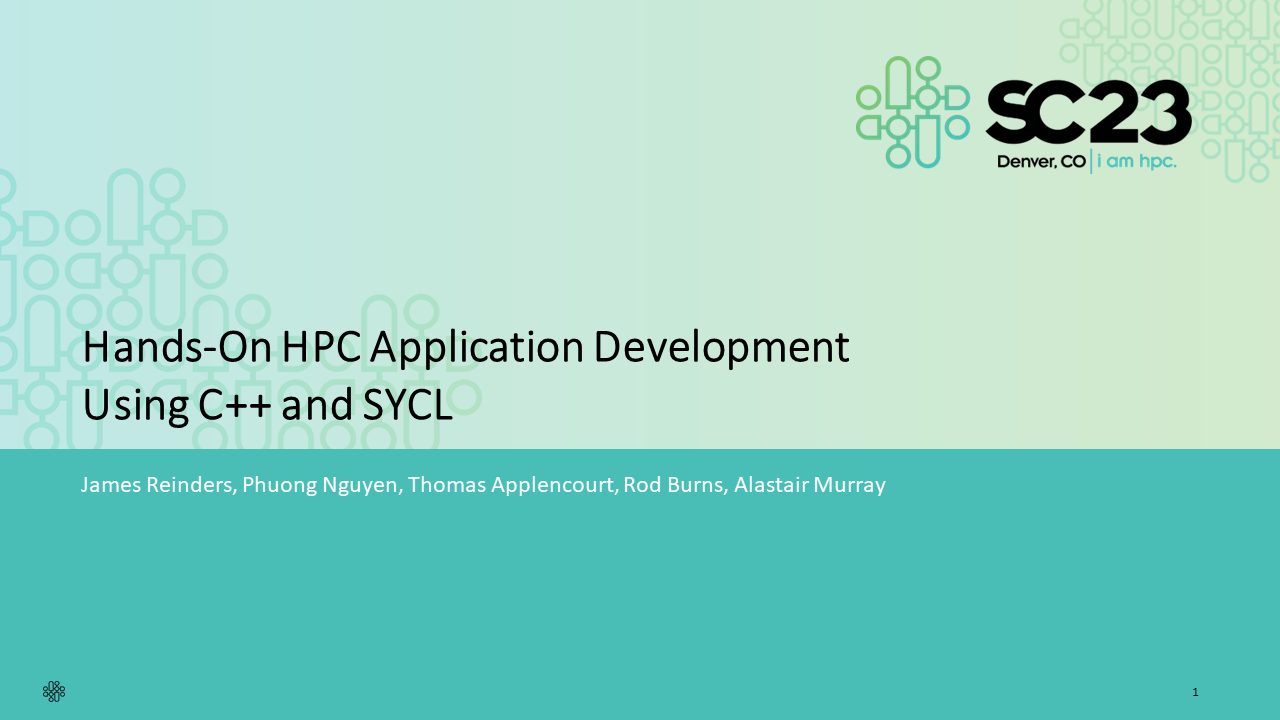 SC23
Denver, CO | i am hpc.
Hands-On HPC Application Development
Using C++ and SYCL
James Reinders, Phuong Nguyen, Thomas Applencourt, Rod Burns, Alastair Murray
1